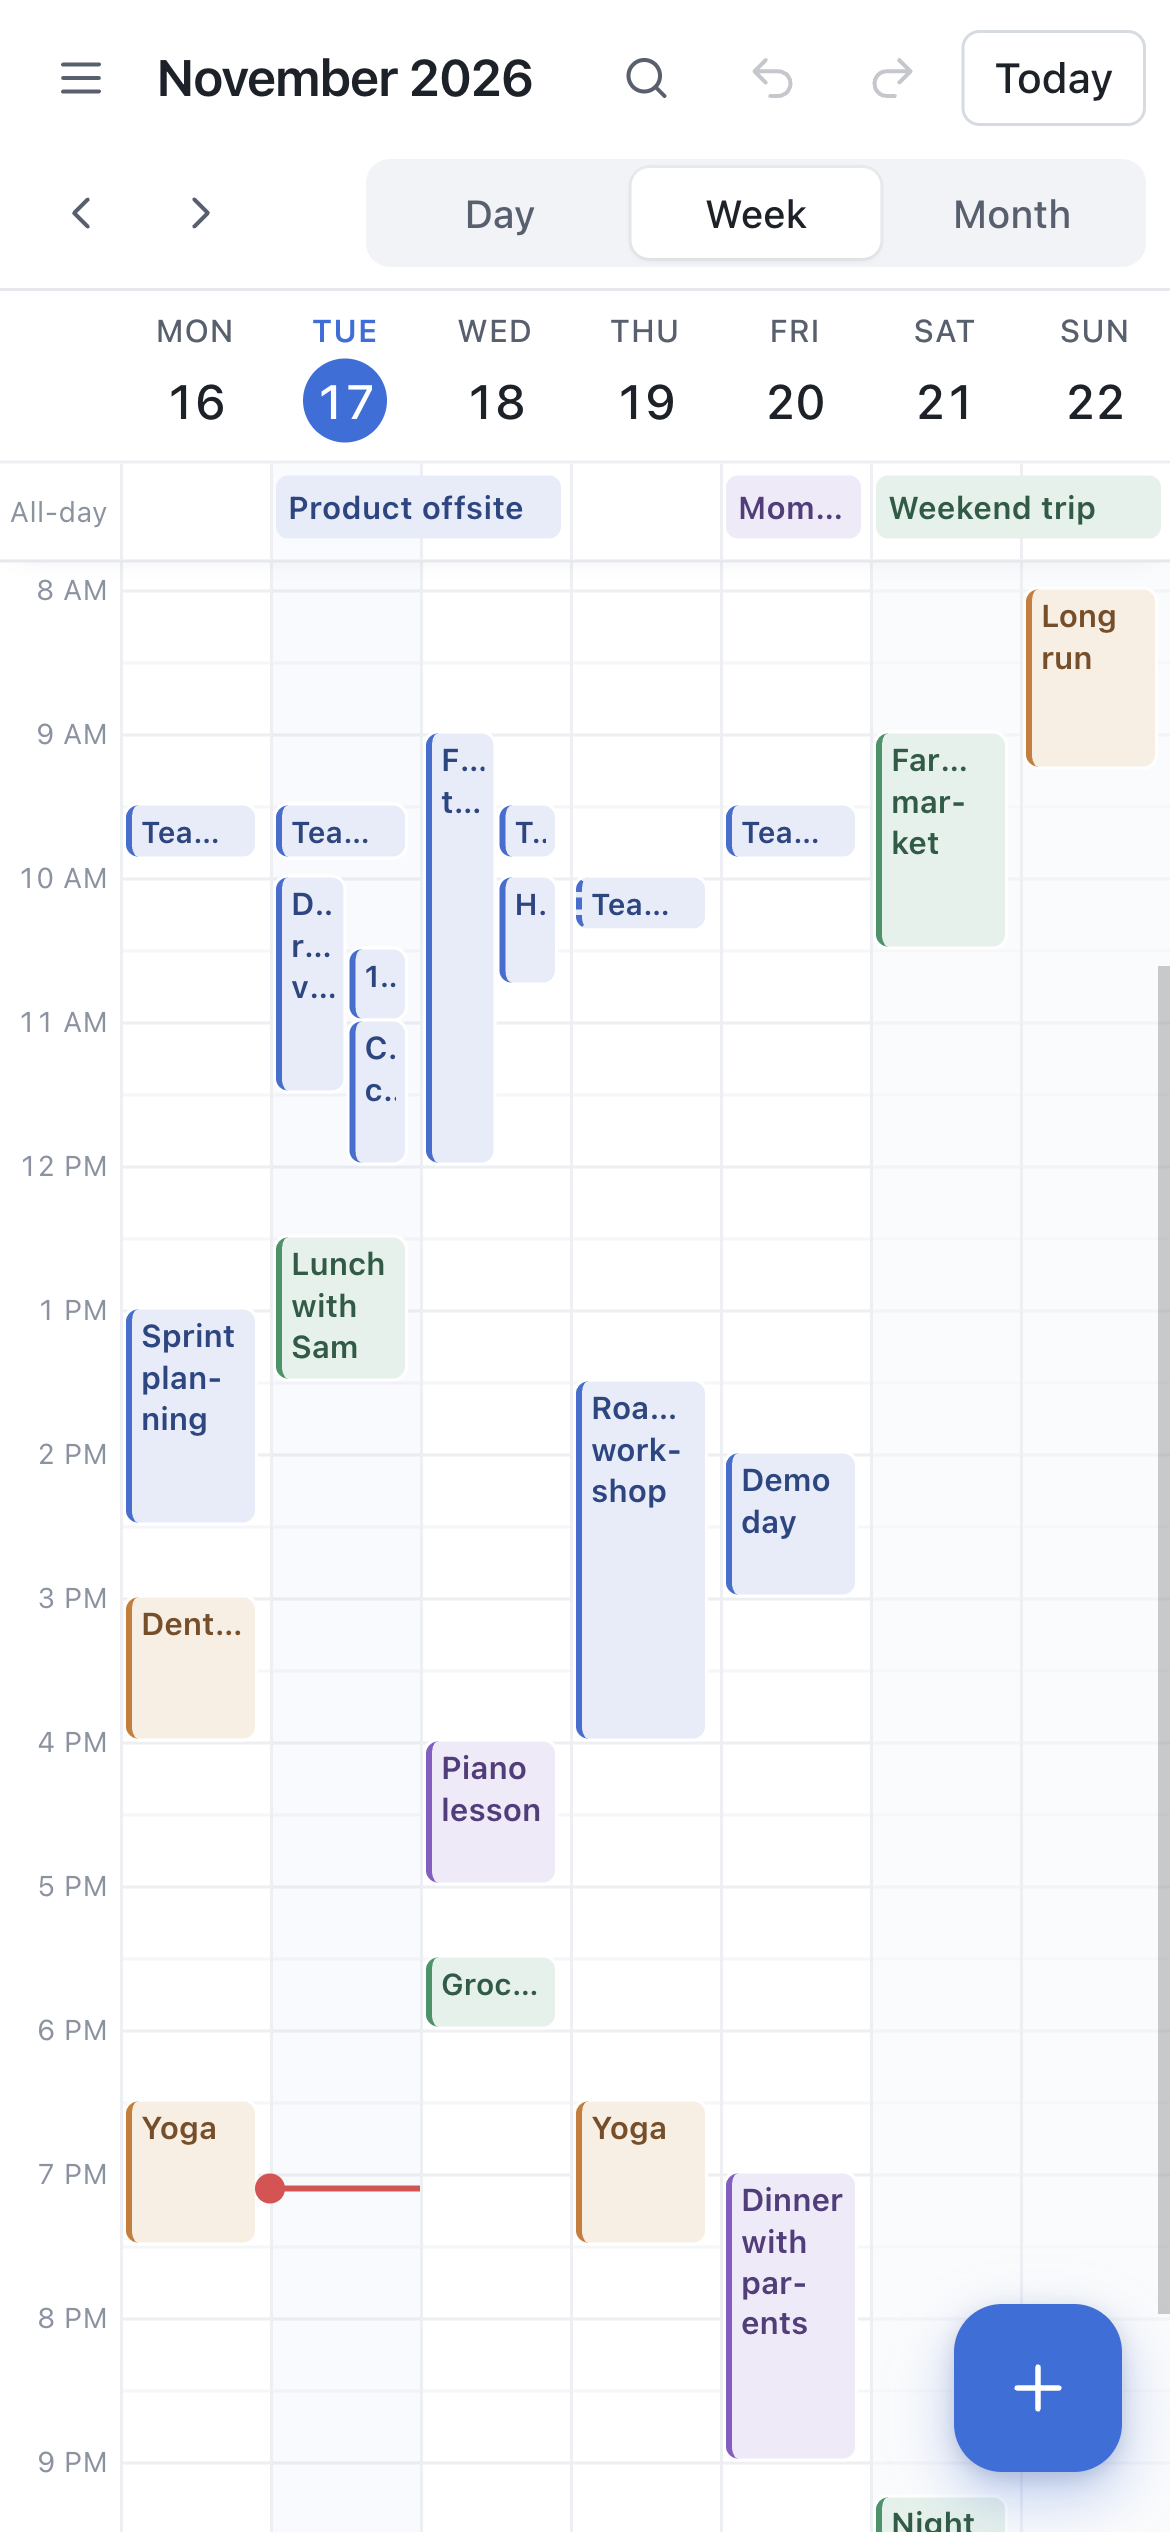 November 2026
Today
Day
Week
Month
MON
TUE
WED
THU
FRI
SAT
SUN
16
17
18
19
20
21
22
All-day
Product offsite
Mom...
Weekend trip
8 AM
9 AM
10 AM
11 AM
12 PM
1 PM
2 PM
3 PM
4 PM
5 PM
6 PM
7 PM
8 PM
9 PM
Tea...
Sprint
plan-
ning
Dent...
Yoga
Tea...
D..
r...
v...
1..
C.
c..
Lunch
with
Sam
F...
t...
T..
H.
Piano
lesson
Groc...
Tea...
Roa...
work-
shop
Yoga
Tea...
Demo
day
Dinner
with
par-
ents
Far...
mar-
ket
Night
Long
run